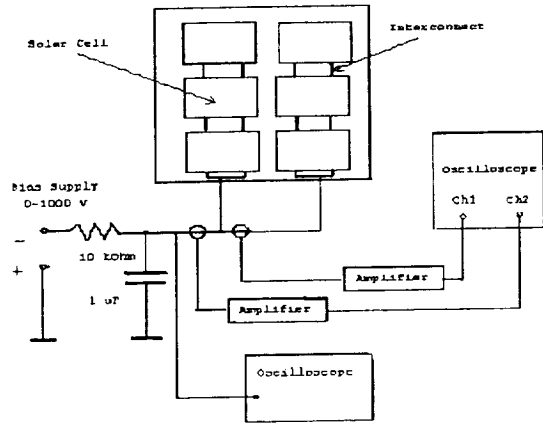 Solar Cell
Interconnect
Oscilloscope
Ch1 Ch2
Bias Supply
0-1000 V
-
+
10 kOhm
1 uF
Amplifier
Amplifier
Oscilloscope